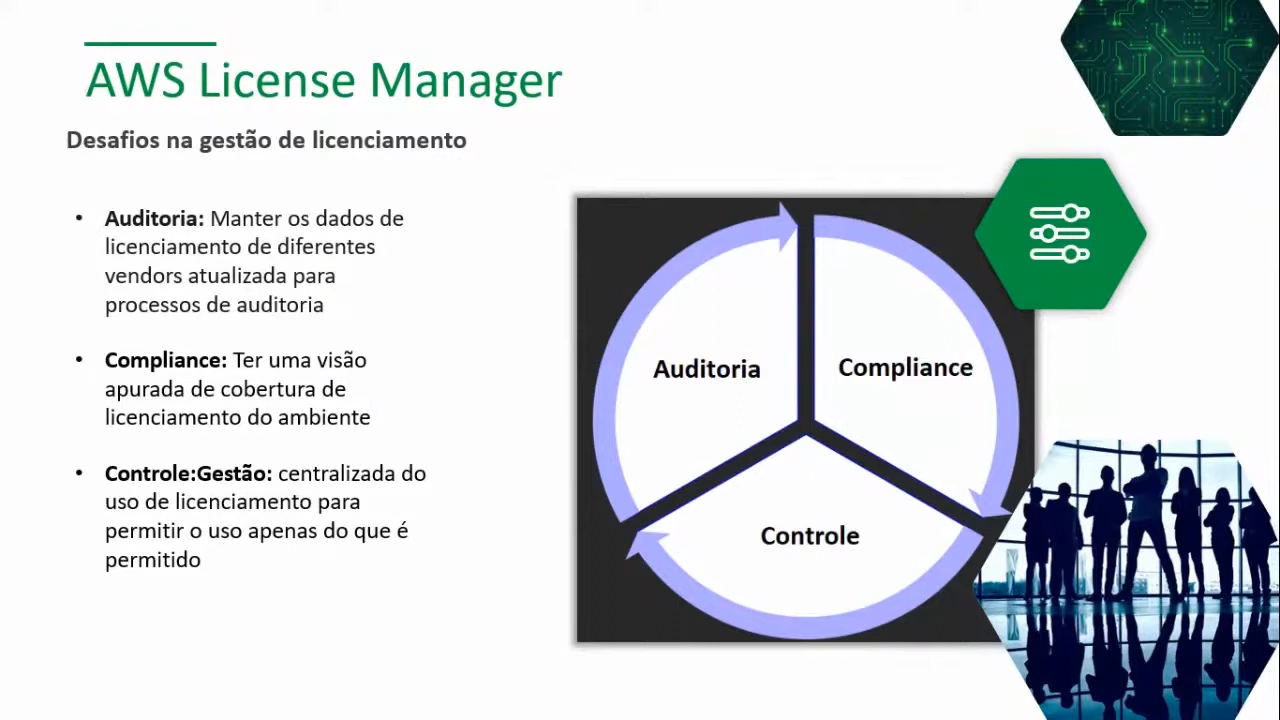 AWS License Manager
Desafios na gestão de licenciamento
• Auditoria: Manter os dados de
licenciamento de diferentes
vendors atualizada para
processos de auditoria
• Compliance: Ter uma visão
apurada de cobertura de
licenciamento do ambiente
• Controle:Gestão: centralizada do
uso de licenciamento para
permitir o uso apenas do que é
permitido
Auditoria
Compliance
Controle